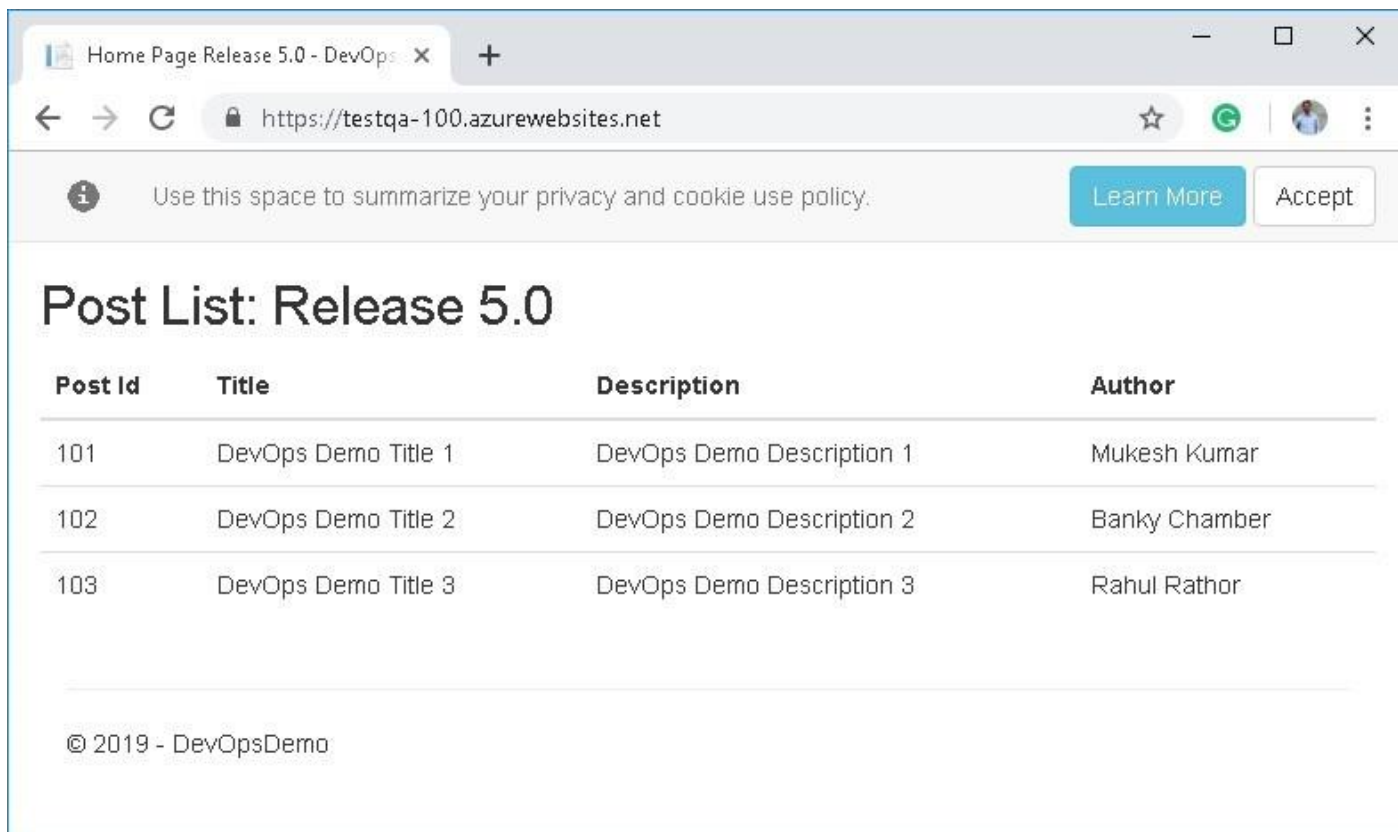 Home Page Release 5.0 - DevOps
https://testqa-100.azurewebsites.net
G
Use this space to summarize your privacy and cookie use policy.
Learn More
Accept
Post List: Release 5.0
Post Id Title Description Author
101 DevOps Demo Title 1 DevOps Demo Description 1 Mukesh Kumar
102 DevOps Demo Title 2 DevOps Demo Description 2 Banky Chamber
103 DevOps Demo Title 3 DevOps Demo Description 3 Rahul Rathor
© 2019 - DevOpsDemo